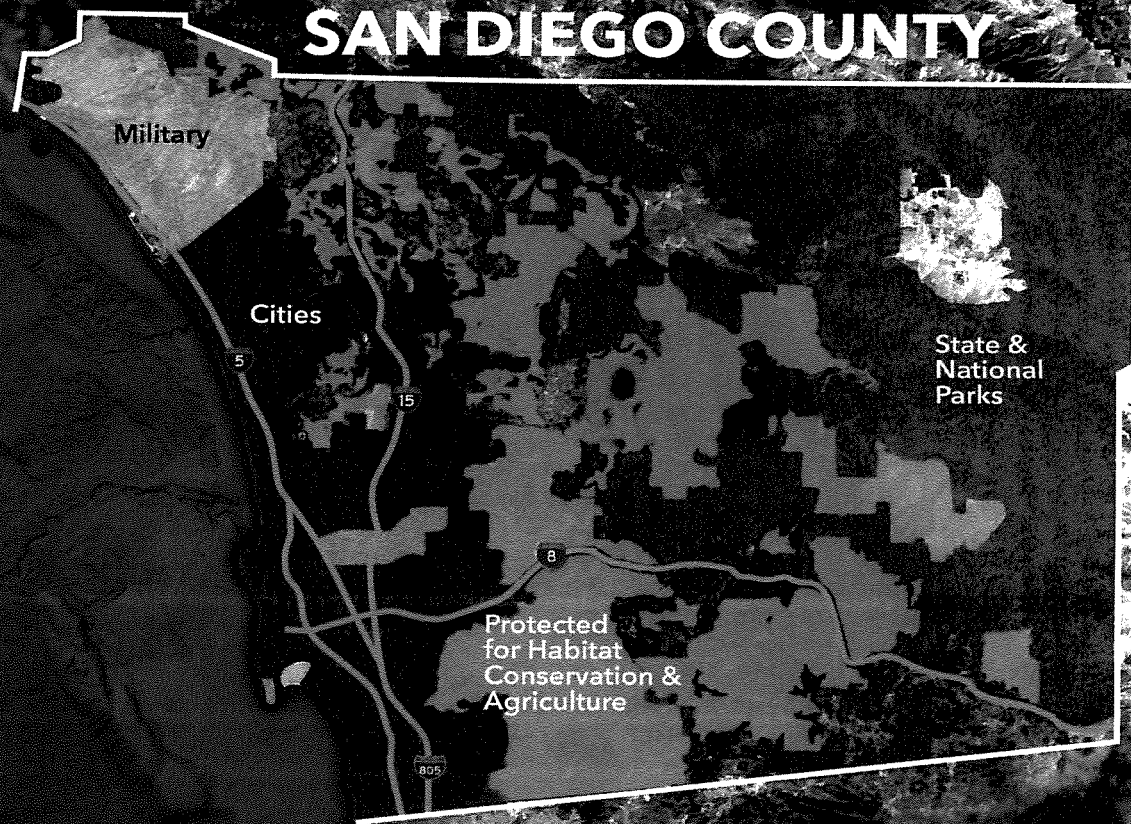 SAN DIEGO COUNTY
Military
Cities
5
15
State &
National
Parks
8
Protected
for Habitat
Conservation &
Agriculture
805